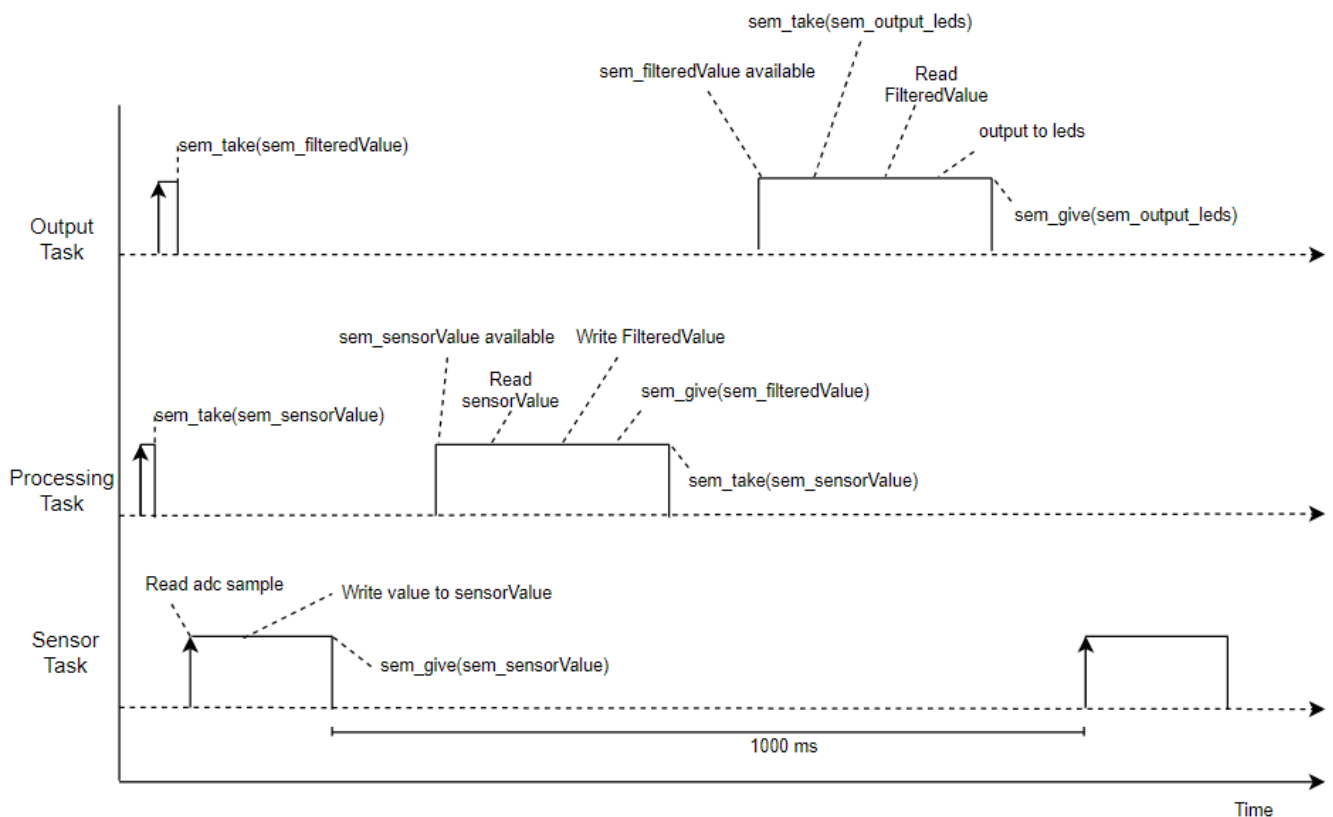 sem_take(sem_output_leds)
sem_filteredValue available
Read
FilteredValue
output to leds
sem_take(sem_filteredValue)
sem_give(sem_output_leds)
Output
Task
sem_sensorValue available
Write FilteredValue
Read
sensorValue
sem_give(sem_filteredValue)
sem_take(sem_sensorValue)
sem_take(sem_sensorValue)
Processing
Task
Read adc sample
Write value to sensorValue
Sensor
Task
sem_give(sem_sensorValue)
1000 ms
Time